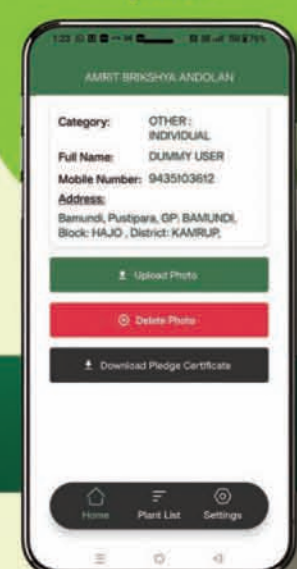 AMRIT BRIKSHYA ANDOLAN
Category: OTHER :
INDIVIDUAL
Full Name: DUMMY USER
Mobile Number: 9435103612
Address:
Bamundi, Pustipara, GP: BAMUNDI,
Block: HAJO , District: KAMRUP,
Upload Photo
Delete Photo
Download Pledge Certificate
Home Plant List Settings